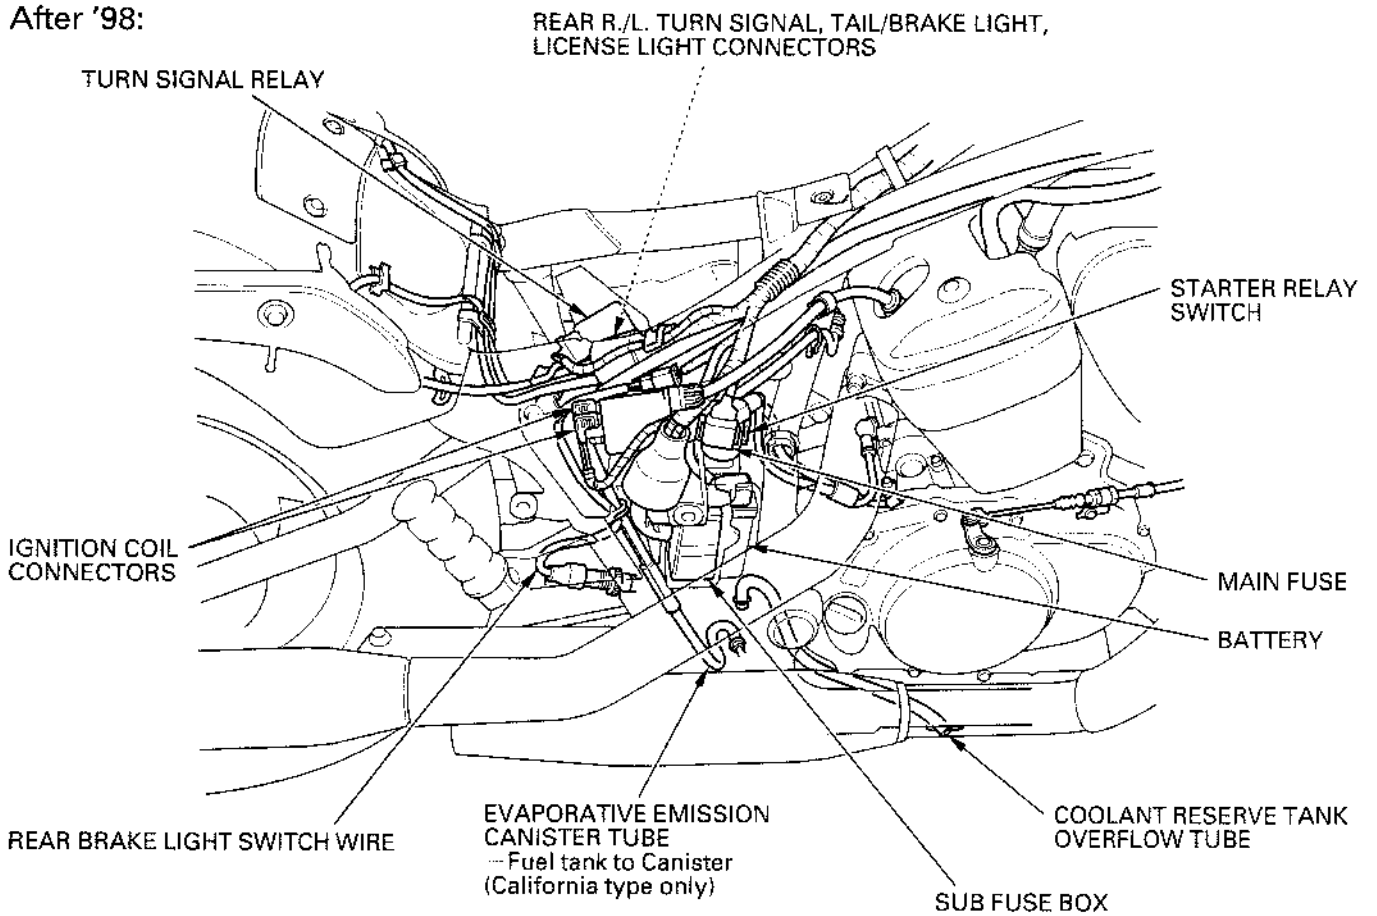 After '98:
REAR R./L. TURN SIGNAL, TAIL/BRAKE LIGHT,
LICENSE LIGHT CONNECTORS
TURN SIGNAL RELAY
STARTER RELAY
SWITCH
IGNITION COIL
CONNECTORS
MAIN FUSE
BATTERY
REAR BRAKE LIGHT SWITCH WIRE
EVAPORATIVE EMISSION
CANISTER TUBE
—Fuel tank to Canister
(California type only)
COOLANT RESERVE TANK
OVERFLOW TUBE
SUB FUSE BOX